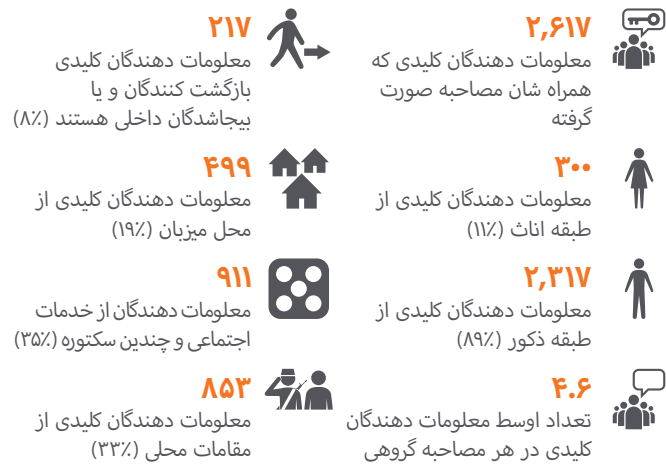 ۲,۶۱۷
معلومات دهندگان کلیدی که
همراه شان مصاحبه صورت
گرفته
۳۰۰
معلومات دهندگان کلیدی از
طبقه اناث (۱۱٪)
۲,۳۱۷
معلومات دهندگان کلیدی از
طبقه ذکور (۸۹٪)
۴.۶
تعداد اوسط معلومات دهندگان
کلیدی در هر مصاحبه گروهی
۲۱۷
معلومات دهندگان کلیدی
بازگشت کنندگان و یا
بیجاشدگان داخلی هستند (۸٪)
۴۹۹
معلومات دهندگان کلیدی از
محل میزبان (۱۹٪)
۹۱۱
معلومات دهندگان از خدمات
اجتماعی و چندین سکتوره (۳۵٪)
۸۵۳
معلومات دهندگان کلیدی از
مقامات محلی (۳۳٪)